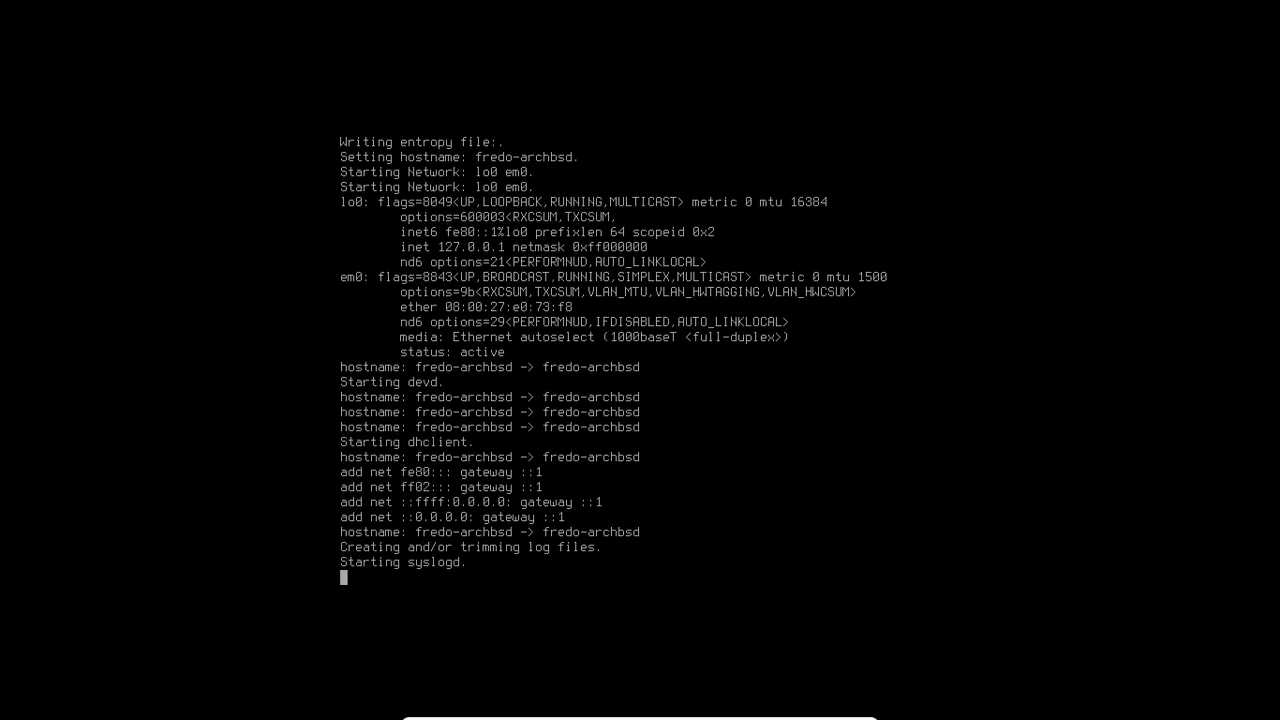 Writing entropy file:.
Setting hostname: fredo-archbsd.
Starting Network: lo0 em0.
Starting Network: lo0 em0.
lo0: flags=8049<UP,LOOPBACK,RUNNING,MULTICAST> metric 0 mtu 16384
options=600003<RXCSUM,TXCSUM,
inet6 fe80::1%lo0 prefixlen 64 scopeid 0x2
inet 127.0.0.1 netmask 0xff000000
nd6 options=21<PERFORMNUD,AUTO_LINKLOCAL>
em0: flags=8843<UP,BROADCAST,RUNNING,SIMPLEX,MULTICAST> metric 0 mtu 1500
options=9b<RXCSUM,TXCSUM,VLAN_MTU,VLAN_HWTAGGING,VLAN_HWCSUM>
ether 08:00:27:e0:73:f8
nd6 options=29<PERFORMNUD,IFDISABLED,AUTO_LINKLOCAL>
media: Ethernet autoselect (1000baseT <full-duplex>)
status: active
hostname: fredo-archbsd -> fredo-archbsd
Starting devd.
hostname: fredo-archbsd -> fredo-archbsd
hostname: fredo-archbsd -> fredo-archbsd
hostname: fredo-archbsd -> fredo-archbsd
Starting dhclient.
hostname: fredo-archbsd -> fredo-archbsd
add net fe80::: gateway ::1
add net ff02::: gateway ::1
add net ::ffff:0.0.0.0: gateway ::1
add net ::0.0.0.0: gateway ::1
hostname: fredo-archbsd -> fredo-archbsd
Creating and/or trimming log files.
Starting syslogd.